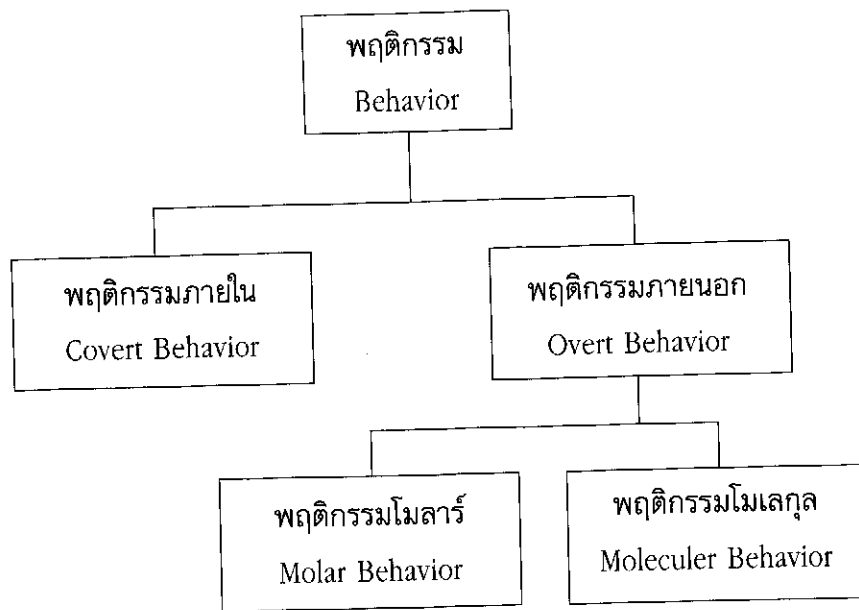 พฤติกรรม
Behavior
พฤติกรรมภายใน
Covert Behavior
พฤติกรรมภายนอก
Overt Behavior
พฤติกรรมโมลาร์
Molar Behavior
พฤติกรรมโมเลกุล
Moleculer Behavior